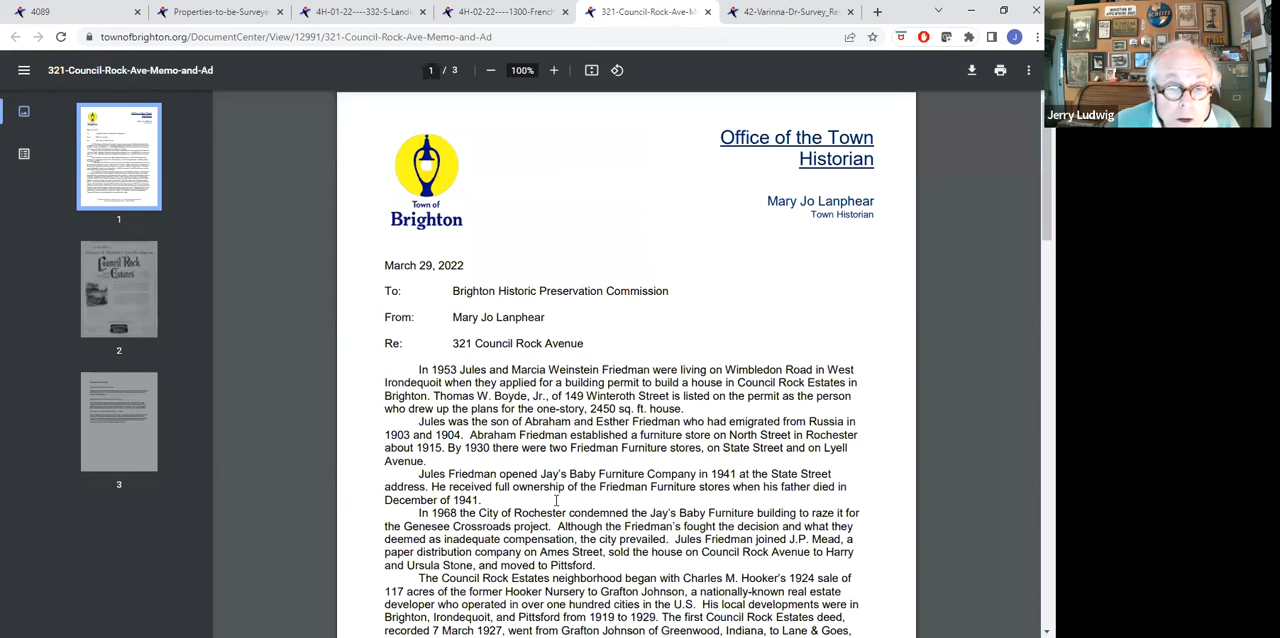 4089
Properties-to-be-Surveye
4H-01-22----332-S-Landi
4H-02-22----1300-French
321-Council-Rock-Ave-M
42-Varinna-Dr-Survey_Re
townofbrighton.org/DocumentCenter/View/12991/321-Council-Rock-Ave-Memo-and-Ad
J
321-Council-Rock-Ave-Memo-and-Ad
1 / 3
100%
Jerry Ludwig
1
2
3
Council Rock
Estates
Office of the Town
Historian
Town of
Brighton
Mary Jo Lanphear
Town Historian
March 29, 2022
To: Brighton Historic Preservation Commission
From: Mary Jo Lanphear
Re: 321 Council Rock Avenue
In 1953 Jules and Marcia Weinstein Friedman were living on Wimbledon Road in West
Irondequoit when they applied for a building permit to build a house in Council Rock Estates in
Brighton. Thomas W. Boyde, Jr., of 149 Winteroth Street is listed on the permit as the person
who drew up the plans for the one-story, 2450 sq. ft. house.
Jules was the son of Abraham and Esther Friedman who had emigrated from Russia in
1903 and 1904. Abraham Friedman established a furniture store on North Street in Rochester
about 1915. By 1930 there were two Friedman Furniture stores, on State Street and on Lyell
Avenue.
Jules Friedman opened Jay's Baby Furniture Company in 1941 at the State Street
address. He received full ownership of the Friedman Furniture stores when his father died in
December of 1941.
In 1968 the City of Rochester condemned the Jay's Baby Furniture building to raze it for
the Genesee Crossroads project. Although the Friedman's fought the decision and what they
deemed as inadequate compensation, the city prevailed. Jules Friedman joined J.P. Mead, a
paper distribution company on Ames Street, sold the house on Council Rock Avenue to Harry
and Ursula Stone, and moved to Pittsford.
The Council Rock Estates neighborhood began with Charles M. Hooker's 1924 sale of
117 acres of the former Hooker Nursery to Grafton Johnson, a nationally-known real estate
developer who operated in over one hundred cities in the U.S. His local developments were in
Brighton, Irondequoit, and Pittsford from 1919 to 1929. The first Council Rock Estates deed,
recorded 7 March 1927, went from Grafton Johnson of Greenwood, Indiana, to Lane & Goes,